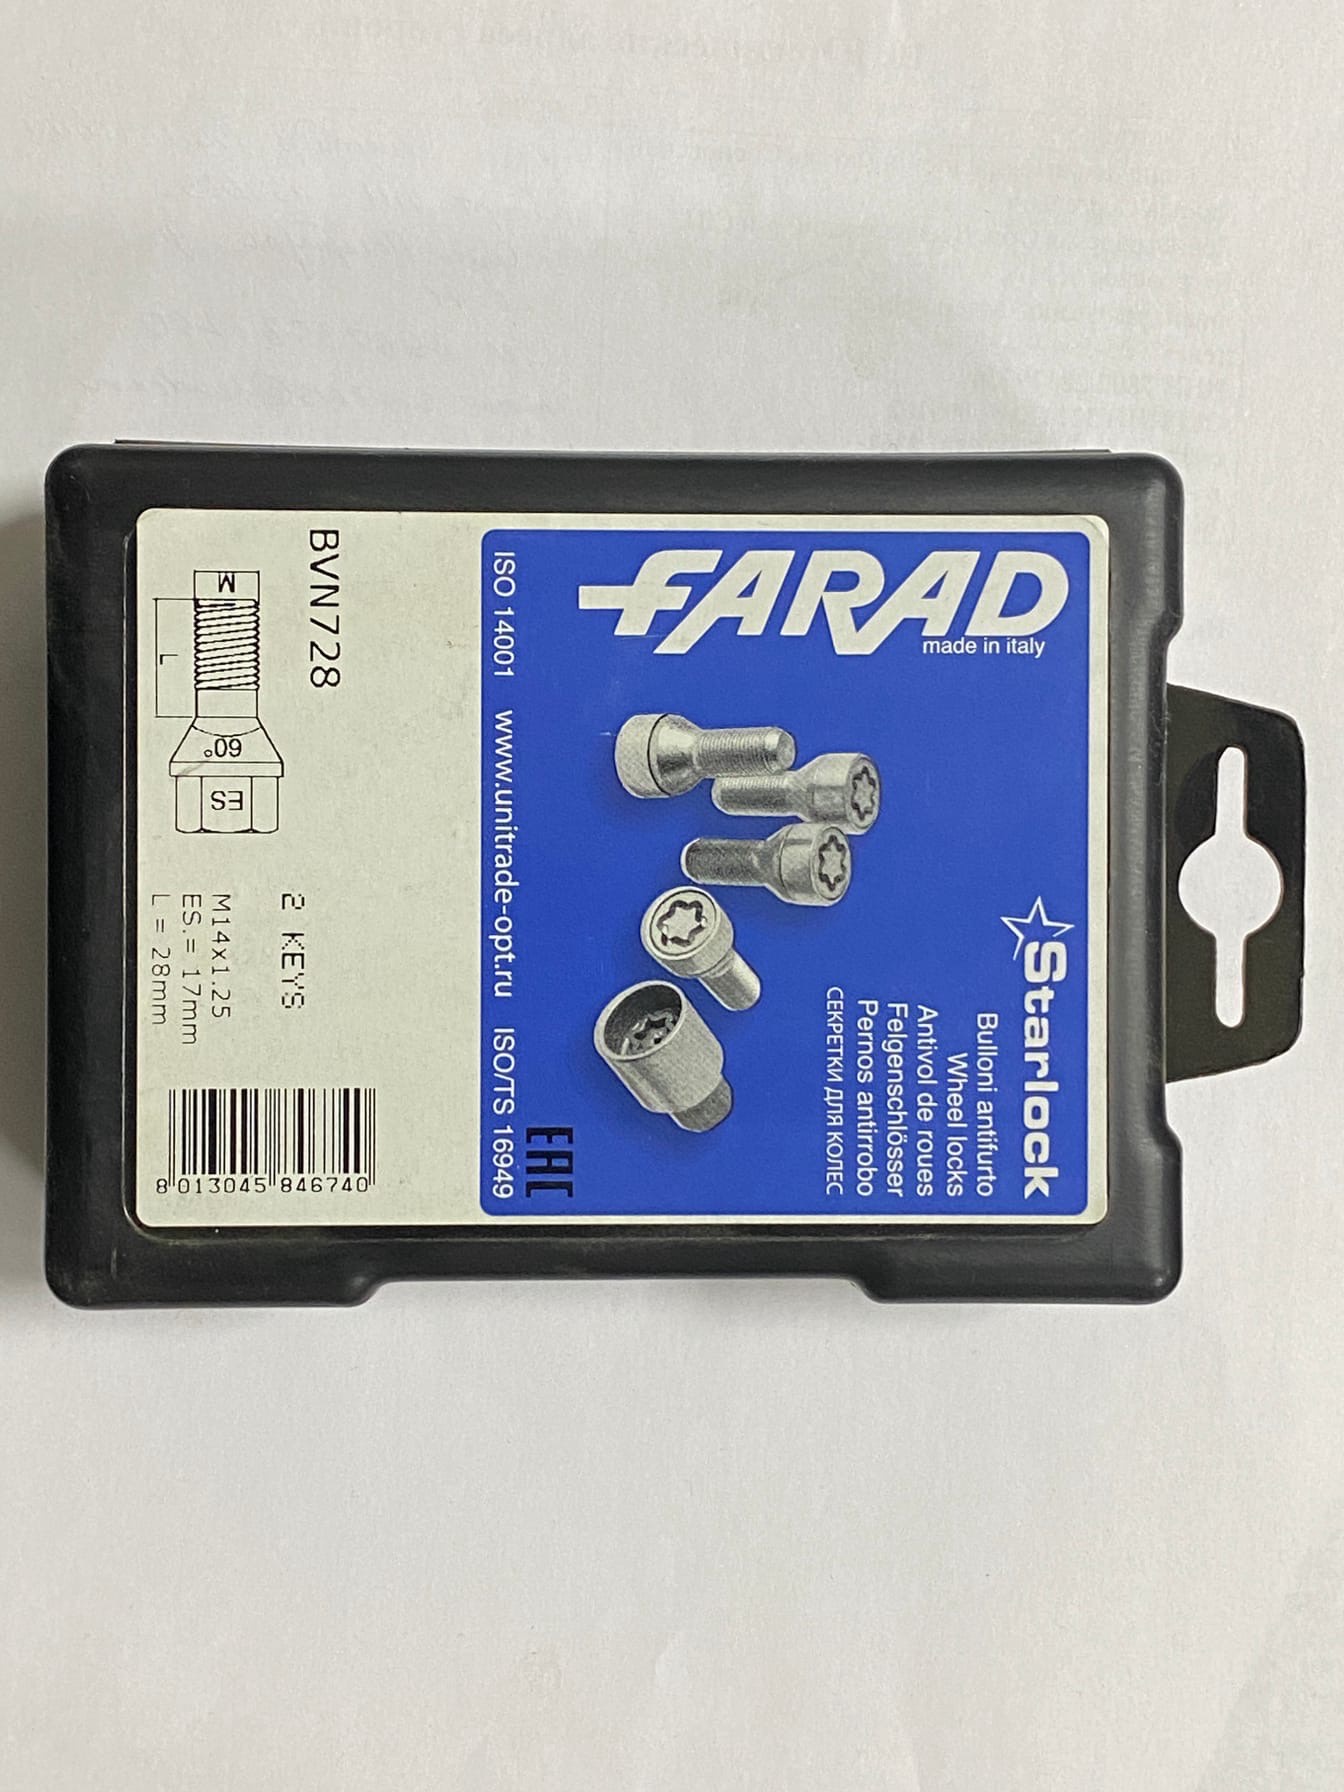 FARAD
made in italy
Starlock
Bulloni antifurto
Wheel locks
Antivol de roues
Felgenschlösser
Pernos antirrobo
СЕКРЕТКИ ДЛЯ КОЛЕС
EAC
ISO 14001 www.unitrade-opt.ru ISO/TS 16949
BVN728
M
L
60°
ES
2 KEYS
M14x1.25
ES.= 17mm
L = 28mm
8 013045 846740